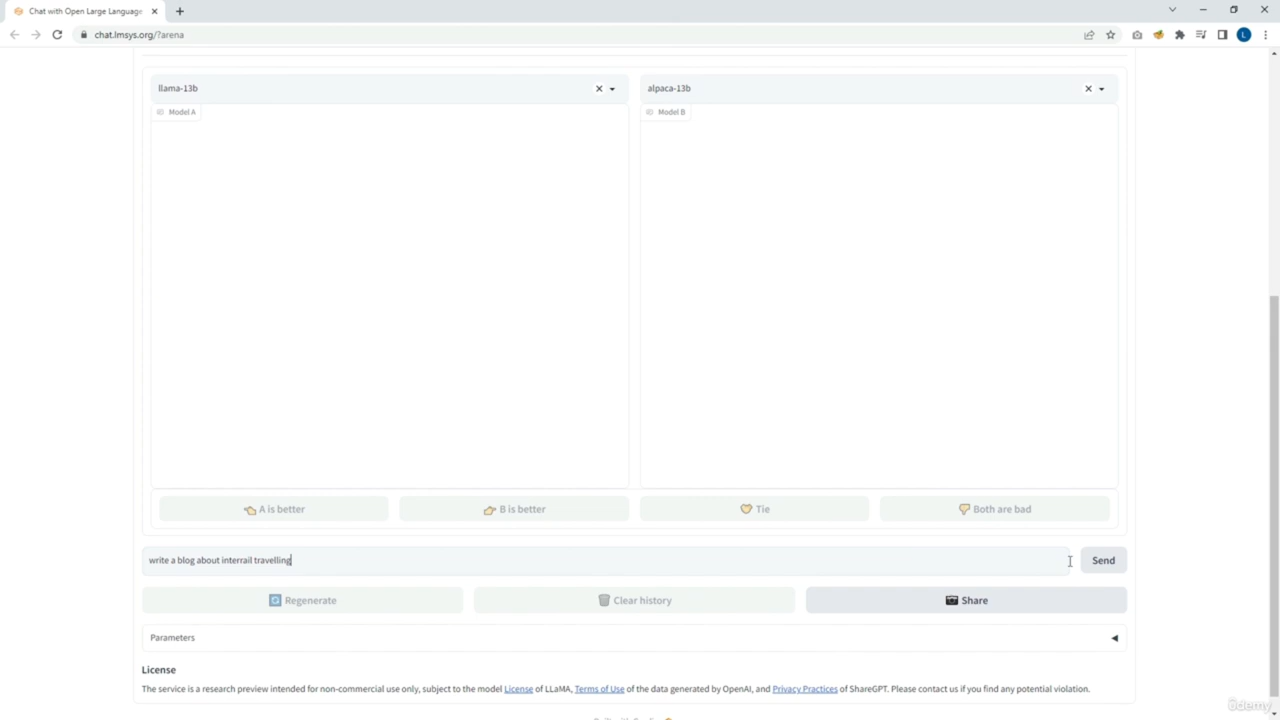 Chat with Open Large Language
chat.lmsys.org/?arena
L
llama-13b
alpaca-13b
Model A
Model B
A is better
B is better
Tie
Both are bad
write a blog about interrail travelling
Send
Regenerate
Clear history
Share
Parameters
License
The service is a research preview intended for non-commercial use only, subject to the model License of LLaMA, Terms of Use of the data generated by OpenAI, and Privacy Practices of ShareGPT. Please contact us if you find any potential violation.
ûdemy